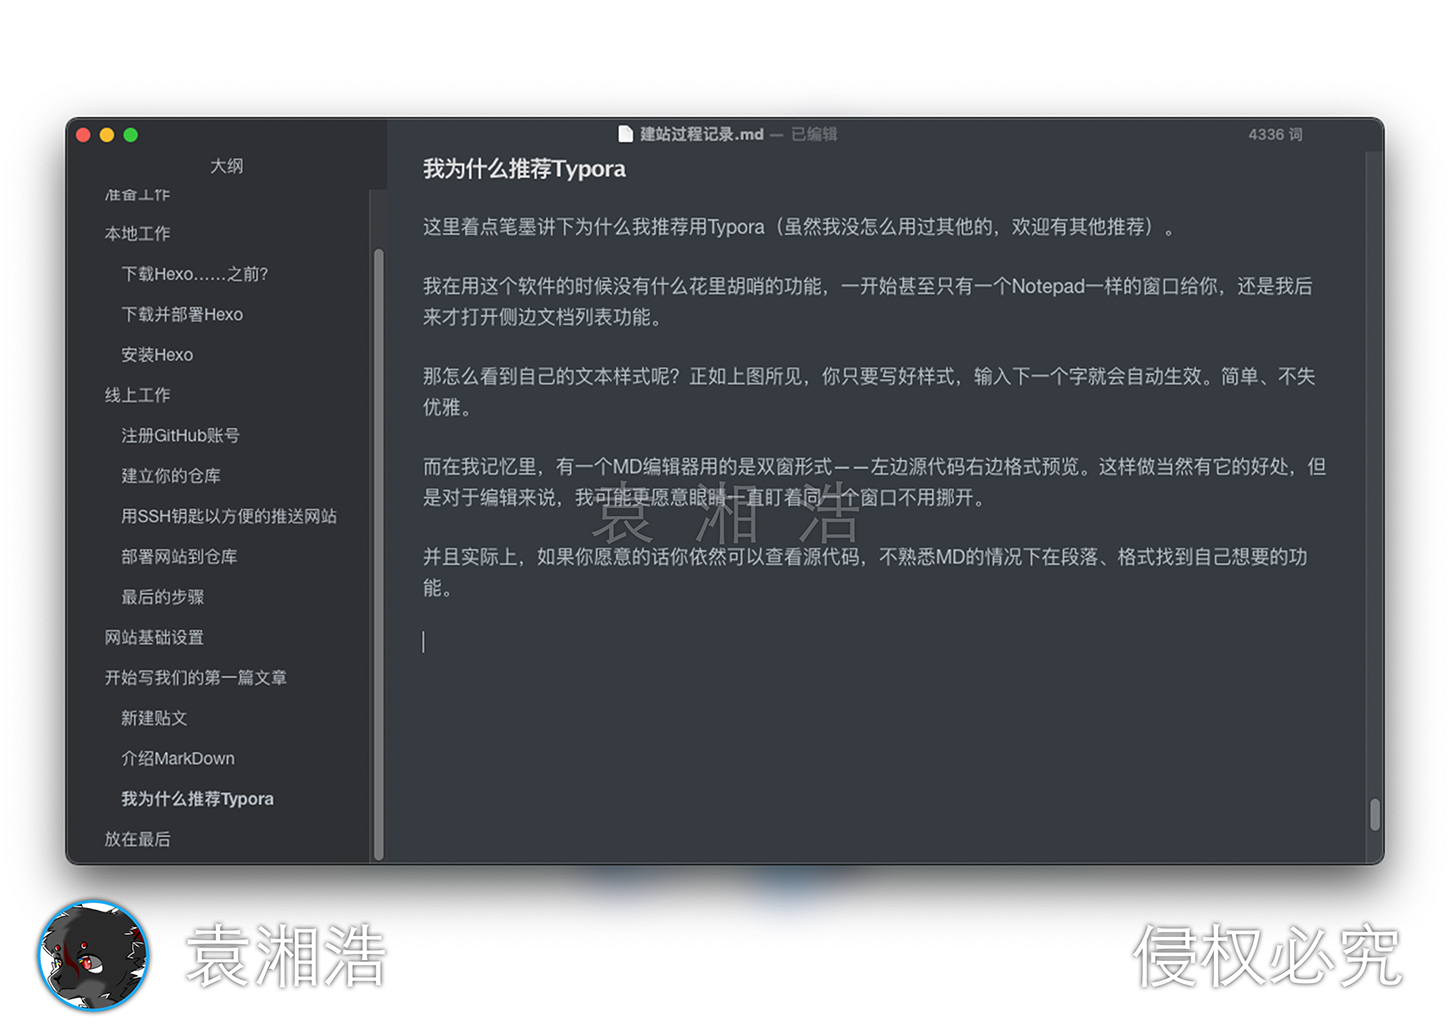 建站过程记录.md — 已编辑
4336 词
大纲
准备工作
本地工作
下载Hexo……之前?
下载并部署Hexo
安装Hexo
线上工作
注册GitHub账号
建立你的仓库
用SSH钥匙以方便的推送网站
部署网站到仓库
最后的步骤
网站基础设置
开始写我们的第一篇文章
新建贴文
介绍MarkDown
我为什么推荐Typora
放在最后
我为什么推荐Typora
这里着点笔墨讲下为什么我推荐用Typora（虽然我没怎么用过其他的，欢迎有其他推荐）。
我在用这个软件的时候没有什么花里胡哨的功能，一开始甚至只有一个Notepad一样的窗口给你，还是我后
来才打开侧边文档列表功能。
那怎么看到自己的文本样式呢？正如上图所见，你只要写好样式，输入下一个字就会自动生效。简单、不失
优雅。
而在我记忆里，有一个MD编辑器用的是双窗形式——左边源代码右边格式预览。这样做当然有它的好处，但
是对于编辑来说，我可能更愿意眼睛一直盯着同一个窗口不用挪开。
袁湘浩
并且实际上，如果你愿意的话你依然可以查看源代码，不熟悉MD的情况下在段落、格式找到自己想要的功
能。
袁湘浩
侵权必究